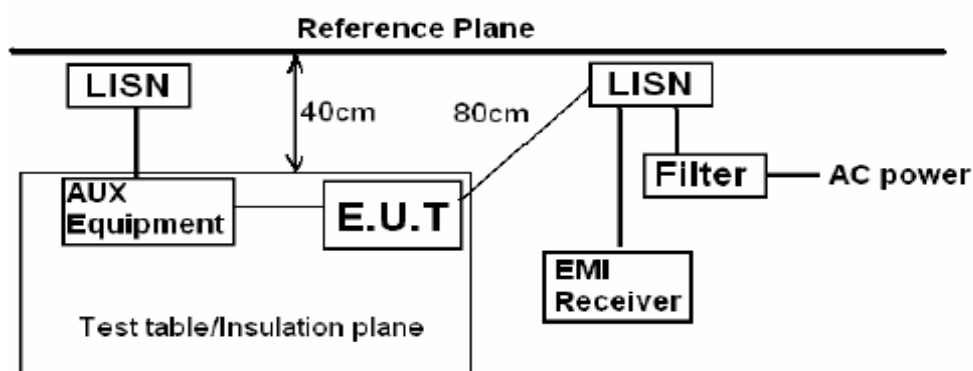 Reference Plane
LISN
40cm
80cm
LISN
AUX
Equipment
E.U.T
Filter
AC power
EMI
Receiver
Test table/Insulation plane